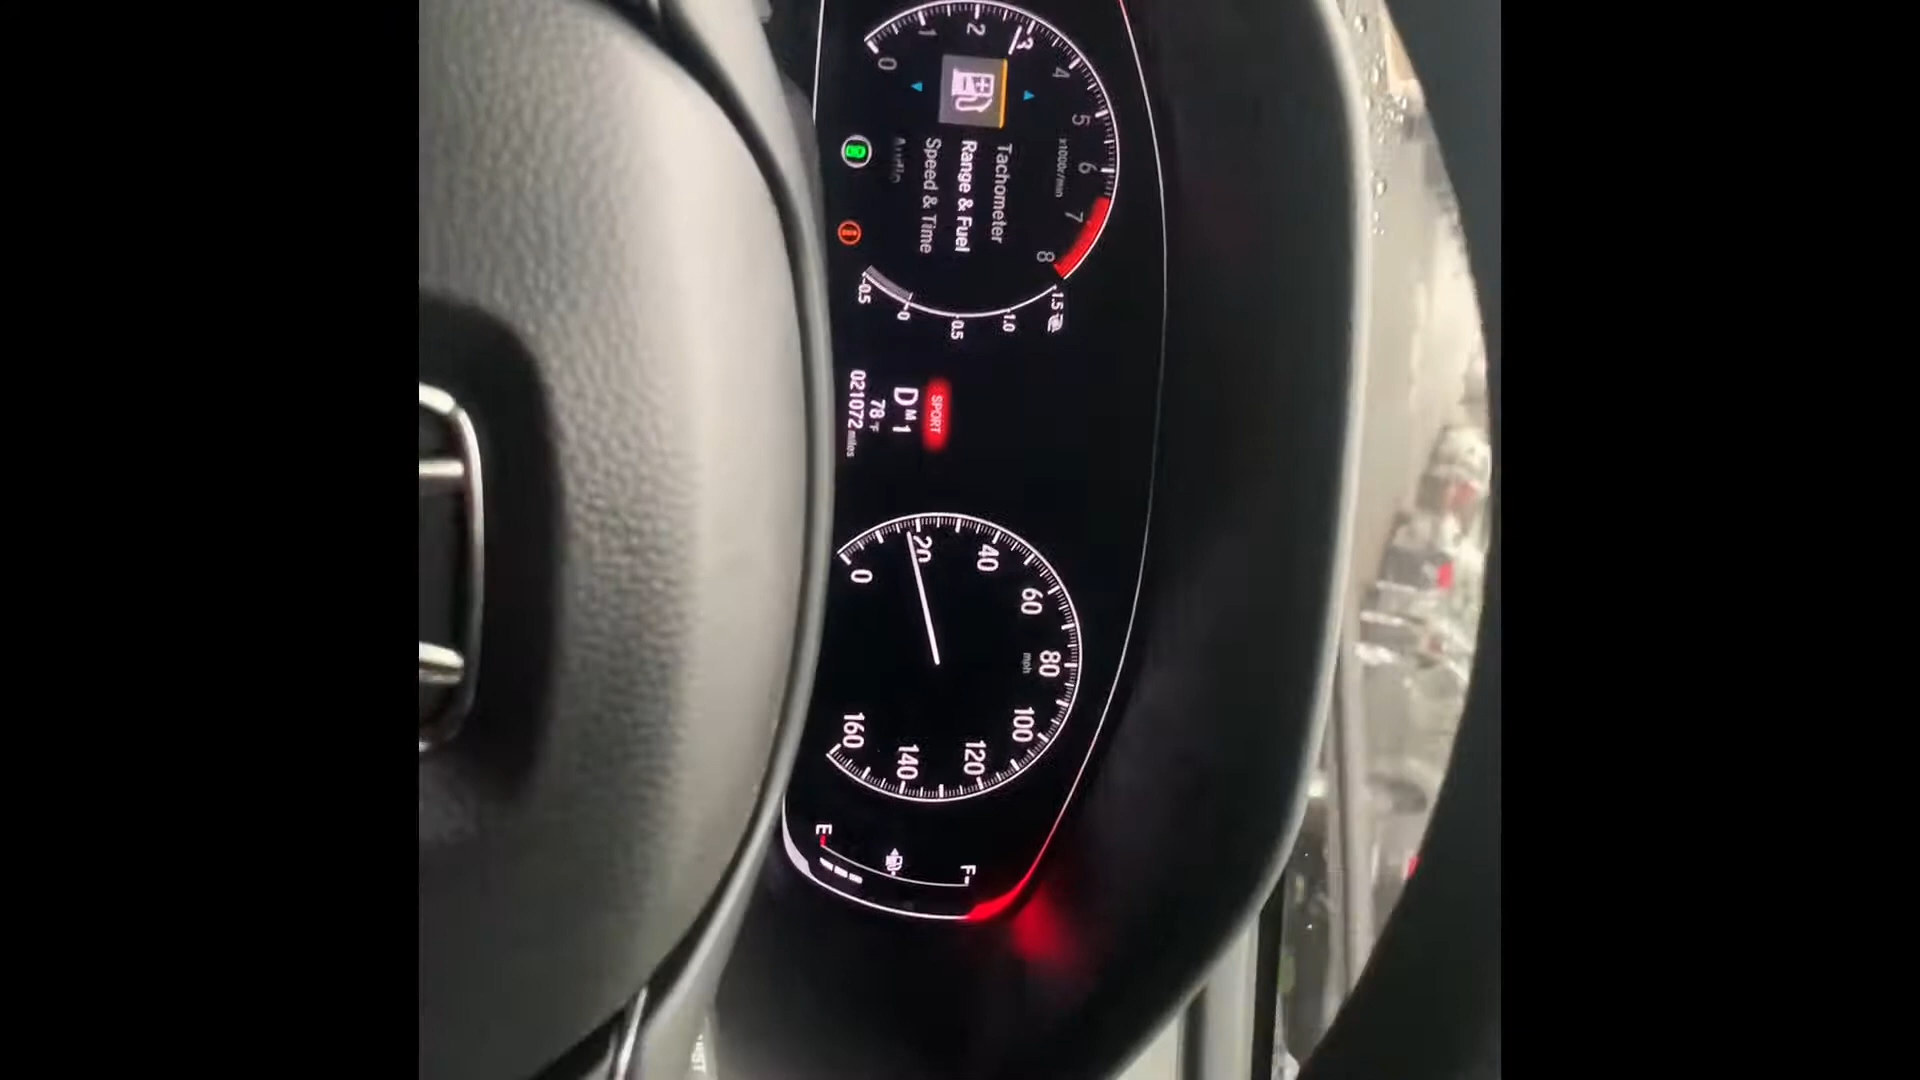 0
1
2
3
4
5
6
7
8
x1000r/min
Tachometer
Range & Fuel
Speed & Time
Audio
-0.5
0
0.5
1.0
1.5
SPORT
D M 1
78 °F
021072 miles
0
20
40
60
80
100
120
140
160
mph
E
F